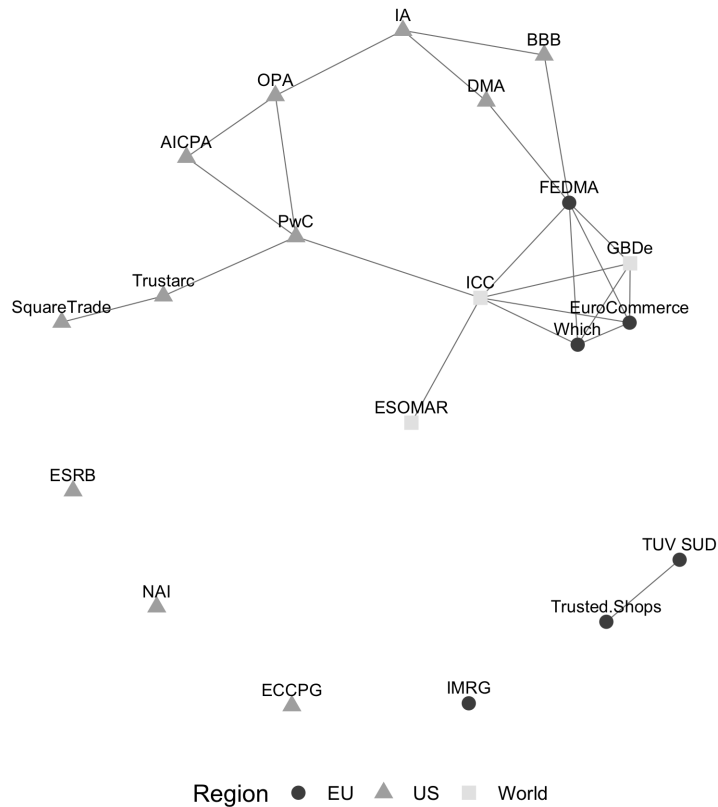 IA
BBB
OPA
DMA
AICPA
FEDMA
PwC
GBDe
Trustarc
ICC
SquareTrade
EuroCommerce
Which
ESOMAR
ESRB
TUV SUD
NAI
Trusted.Shops
ECCPG
IMRG
Region EU US World